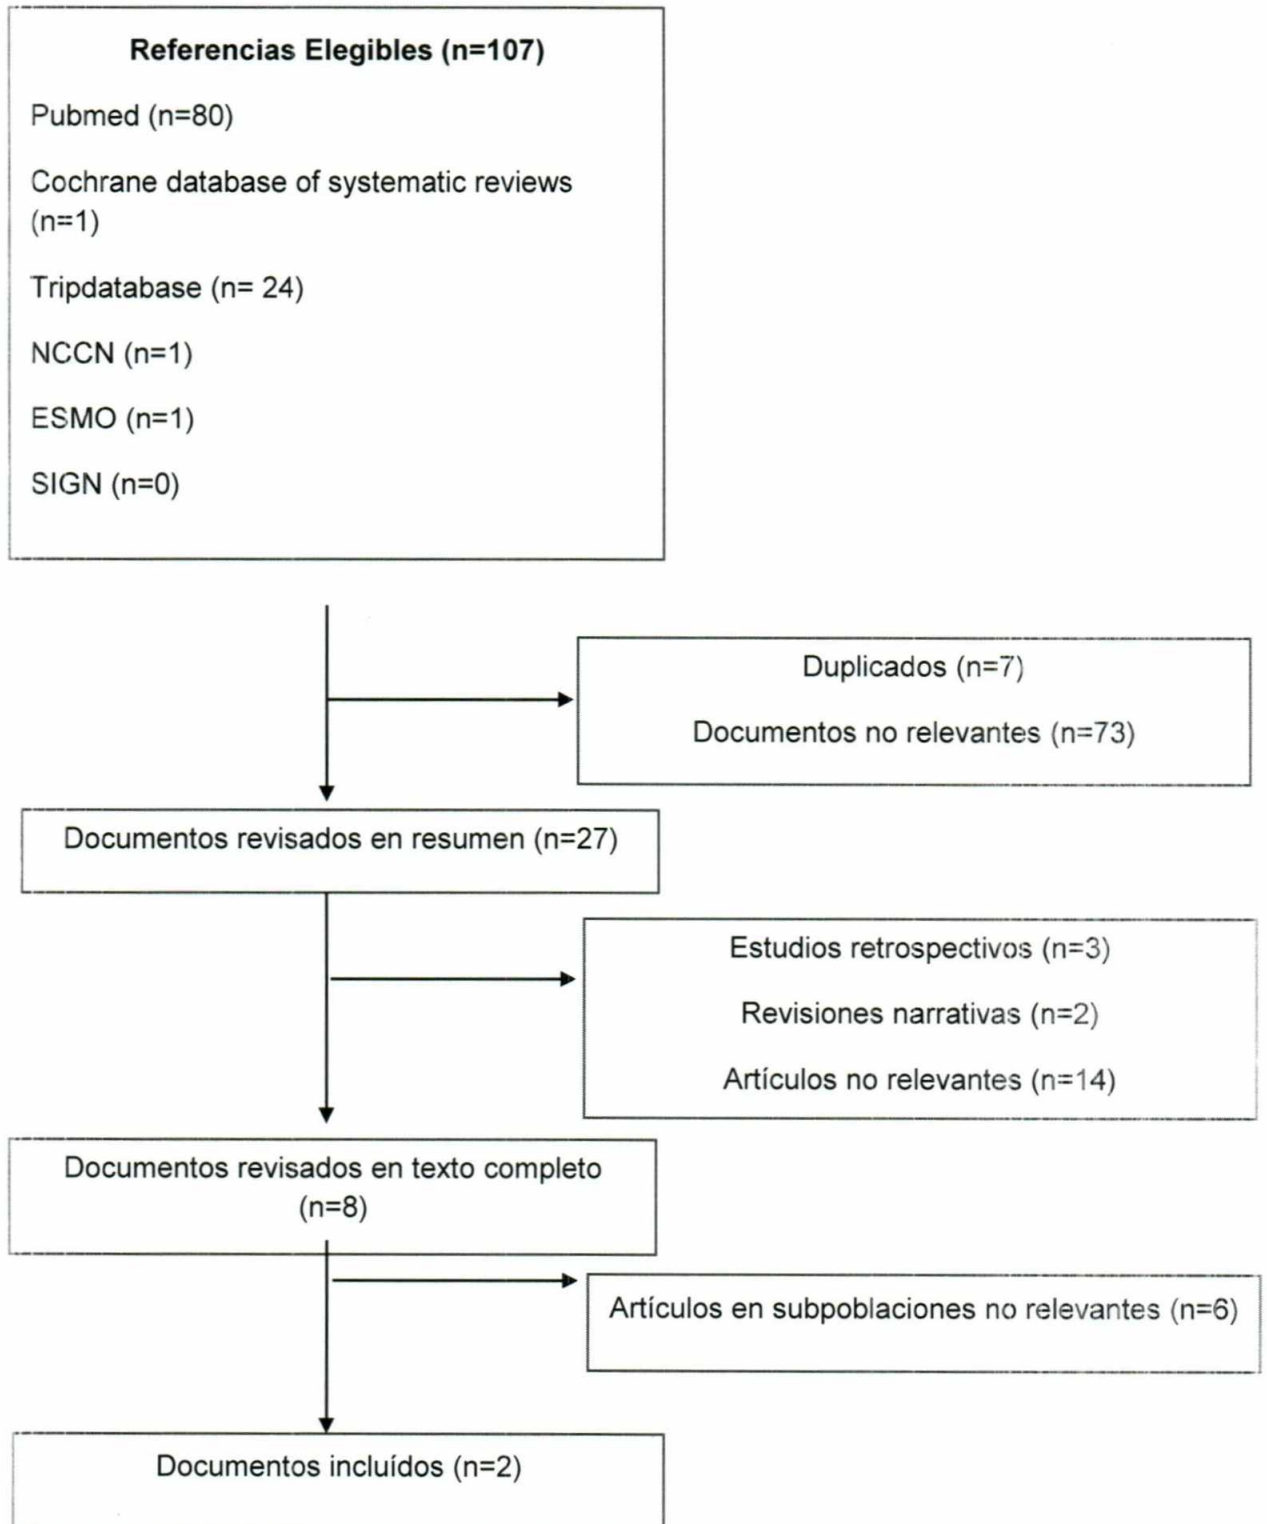 Referencias Elegibles (n=107)
Pubmed (n=80)
Cochrane database of systematic reviews
(n=1)
Tripdatabase (n= 24)
NCCN (n=1)
ESMO (n=1)
SIGN (n=0)
Duplicados (n=7)
Documentos no relevantes (n=73)
Documentos revisados en resumen (n=27)
Estudios retrospectivos (n=3)
Revisiones narrativas (n=2)
Artículos no relevantes (n=14)
Documentos revisados en texto completo
(n=8)
Artículos en subpoblaciones no relevantes (n=6)
Documentos incluídos (n=2)